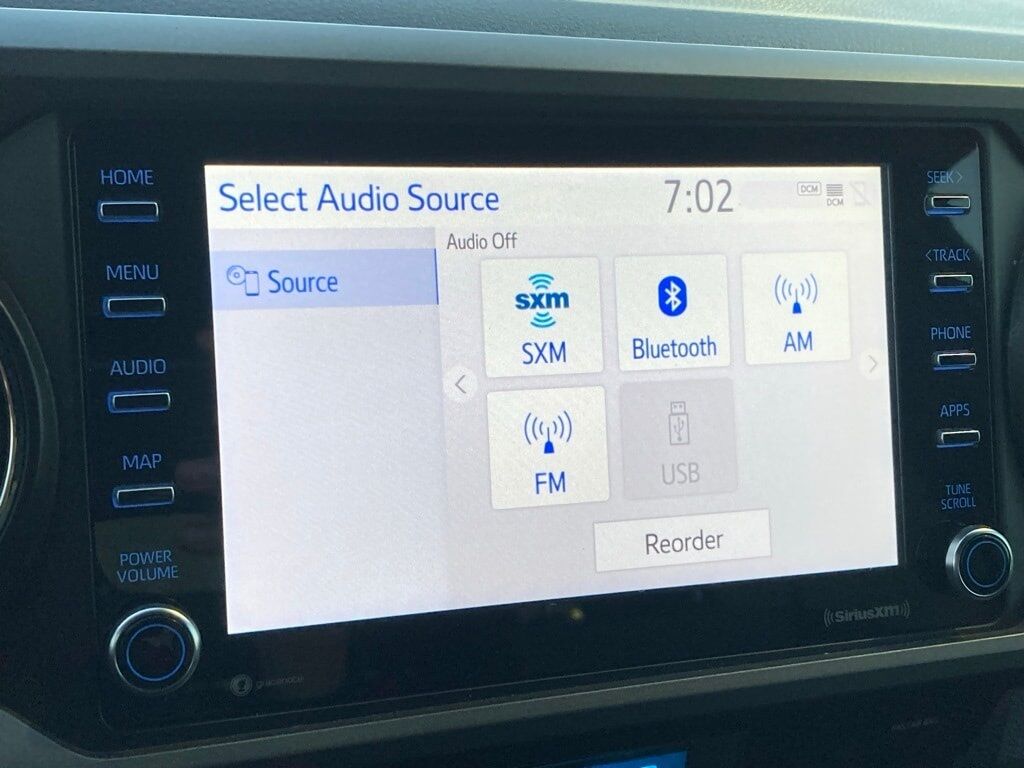 HOME
MENU
AUDIO
MAP
POWER
VOLUME
Select Audio Source
7:02
DCM
DCM
Source
Audio Off
sxm
SXM
Bluetooth
AM
FM
USB
Reorder
SEEK >
< TRACK
PHONE
APPS
TUNE
SCROLL
SiriusXM
gracenote